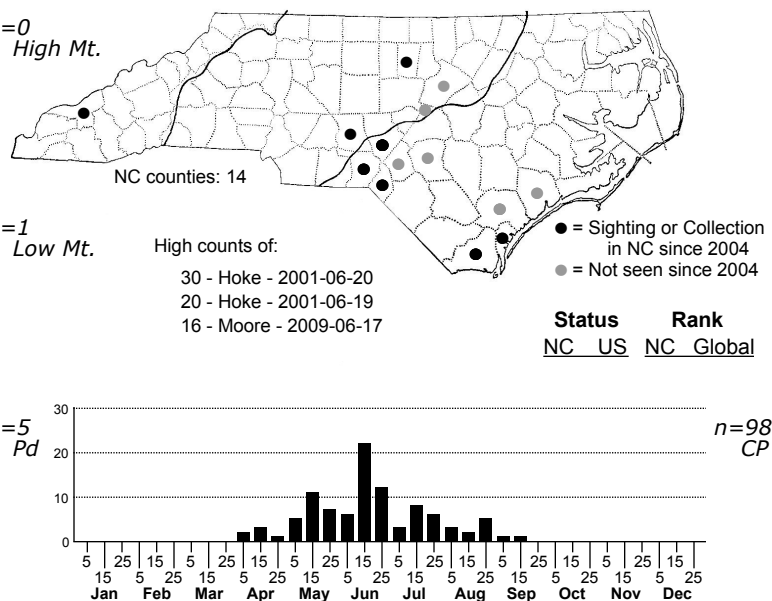 =0
High Mt.
NC counties: 14
=1
Low Mt.
High counts of:
30 - Hoke - 2001-06-20
20 - Hoke - 2001-06-19
16 - Moore - 2009-06-17
= Sighting or Collection
in NC since 2004
= Not seen since 2004
Status Rank
NC US NC Global
=5
Pd
n=98
CP
30
20
10
0
5 25 15 5 25 15 5 25 15 5 25 15 5 25 15 5 25 15
15 5 25 15 5 25 15 5 25 15 5 25 15 5 25 15 5 25
Jan Feb Mar Apr May Jun Jul Aug Sep Oct Nov Dec